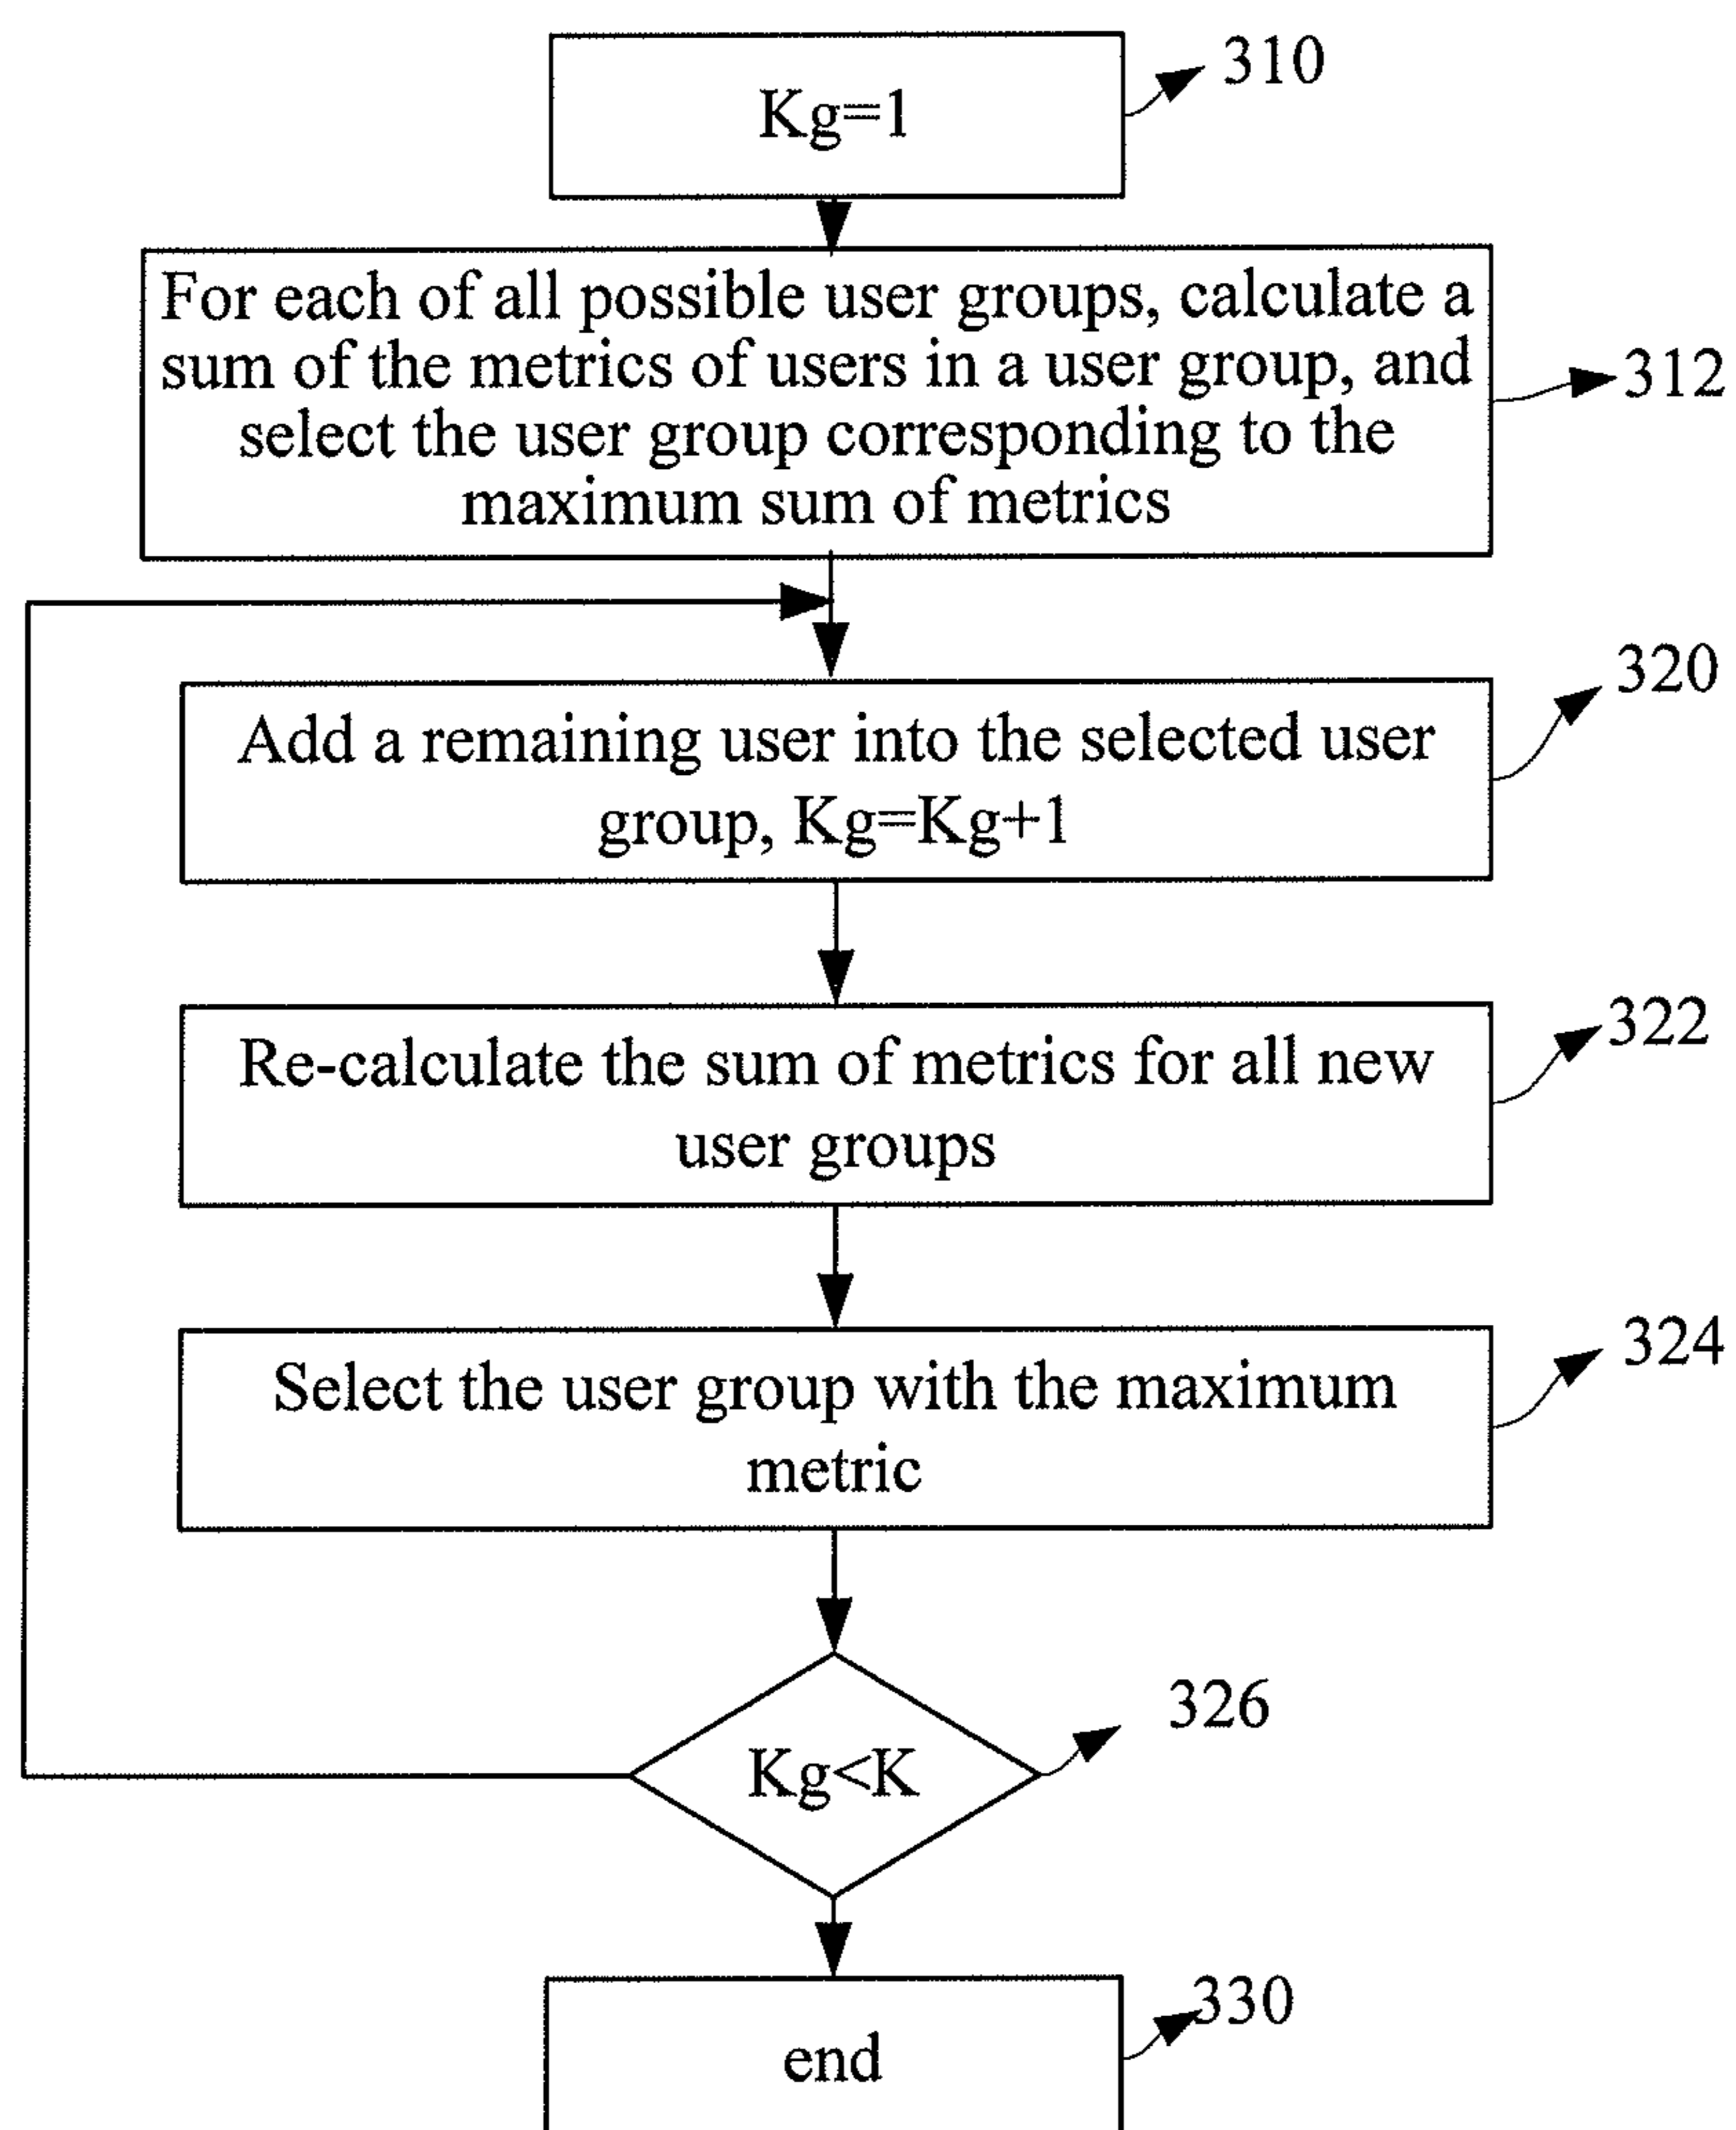 Kg=1
310
For each of all possible user groups, calculate a
sum of the metrics of users in a user group, and
select the user group corresponding to the
maximum sum of metrics
312
Add a remaining user into the selected user
group, Kg=Kg+1
320
Re-calculate the sum of metrics for all new
user groups
322
Select the user group with the maximum
metric
324
Kg<K
326
end
330